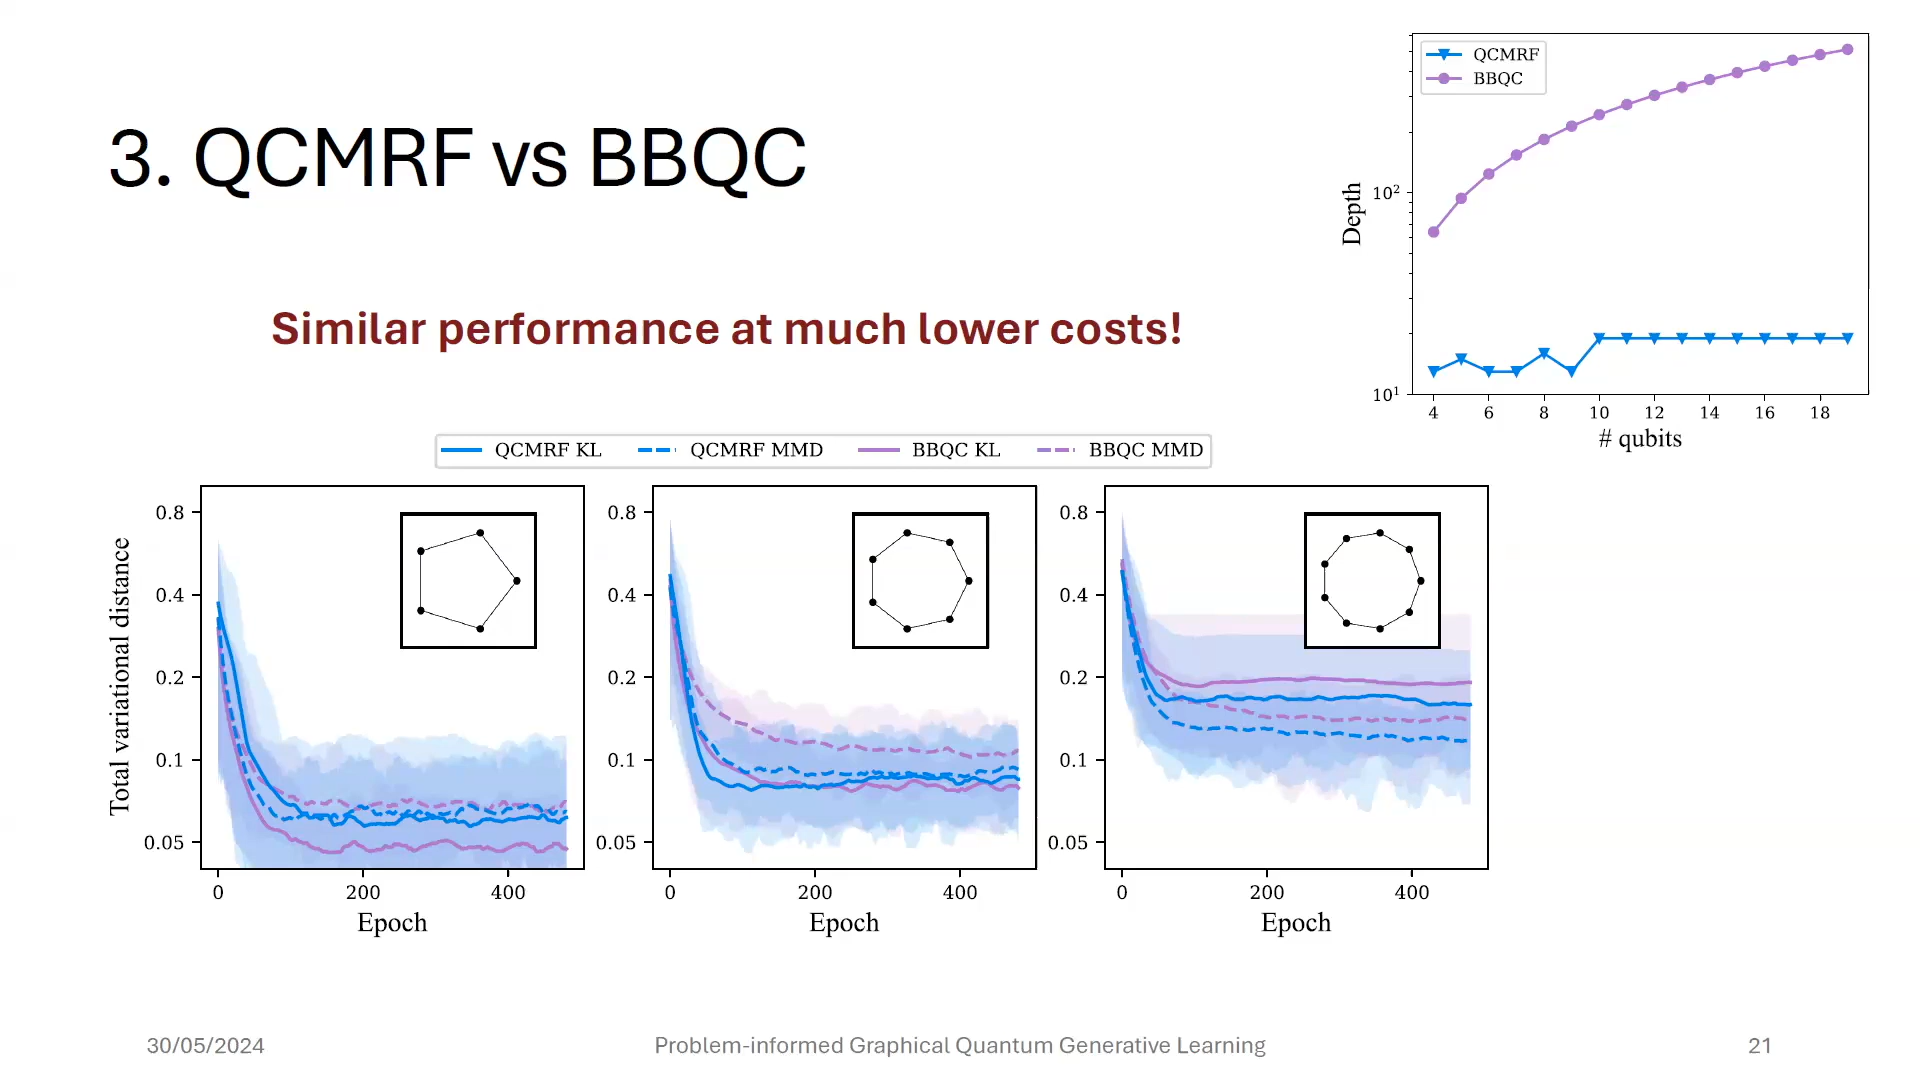 3. QCMRF vs BBQC
Similar performance at much lower costs!
QCMRF
BBQC
Depth
10²
10¹
4 6 8 10 12 14 16 18
# qubits
QCMRF KL QCMRF MMD BBQC KL BBQC MMD
Total variational distance
0.8
0.4
0.2
0.1
0.05
0 200 400
Epoch
0.8
0.4
0.2
0.1
0.05
0 200 400
Epoch
0.8
0.4
0.2
0.1
0.05
0 200 400
Epoch
30/05/2024
Problem-informed Graphical Quantum Generative Learning
21